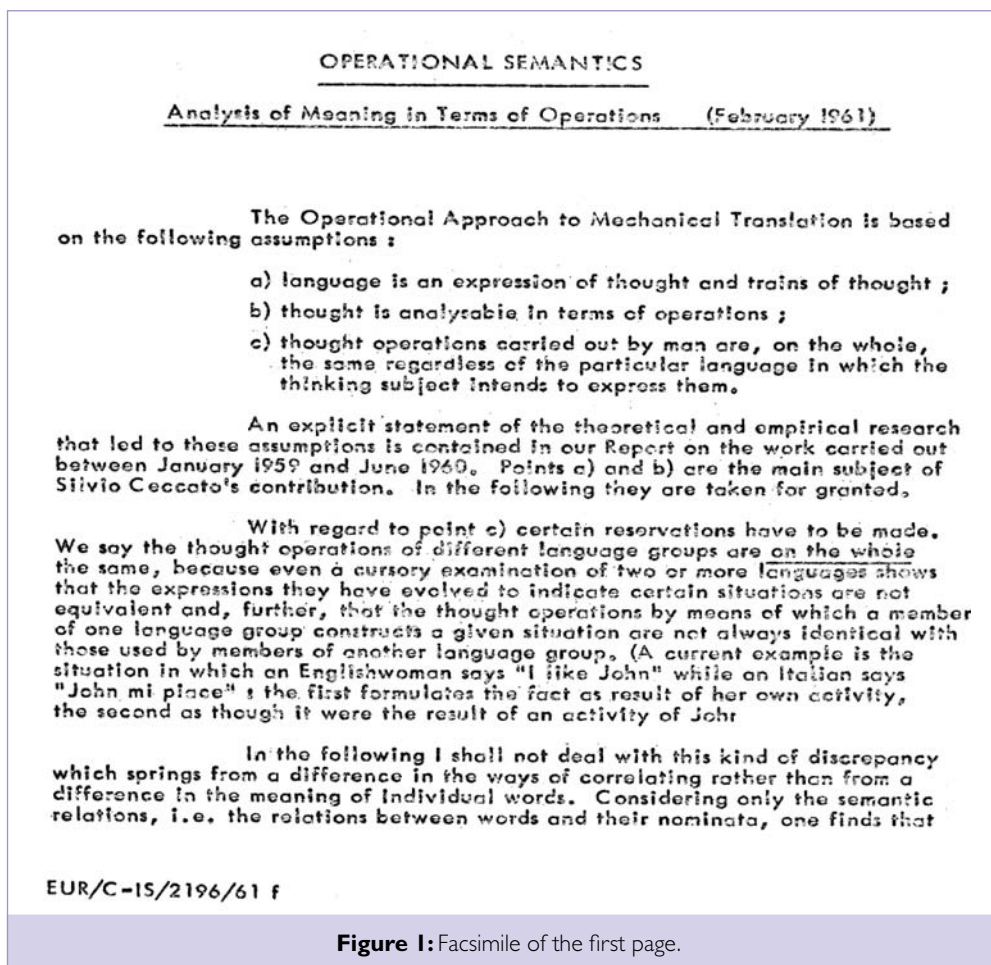 OPERATIONAL SEMANTICS
Analysis of Meaning in Terms of Operations (February 1961)
The Operational Approach to Mechanical Translation is based
on the following assumptions :
a) language is an expression of thought and trains of thought ;
b) thought is analysable in terms of operations ;
c) thought operations carried out by man are, on the whole,
the same regardless of the particular language in which the
thinking subject intends to express them.
An explicit statement of the theoretical and empirical research
that led to these assumptions is contained in our Report on the work carried out
between January 1959 and June 1960. Points a) and b) are the main subject of
Silvio Ceccato's contribution. In the following they are taken for granted.
With regard to point c) certain reservations have to be made.
We say the thought operations of different language groups are on the whole
the same, because even a cursory examination of two or more languages shows
that the expressions they have evolved to indicate certain situations are not
equivalent and, further, that the thought operations by means of which a member
of one language group constructs a given situation are not always identical with
those used by members of another language group. (A current example is the
situation in which an Englishwoman says "I like John" while an Italian says
"John mi piace" : the first formulates the fact as result of her own activity,
the second as though it were the result of an activity of Joh
In the following I shall not deal with this kind of discrepancy
which springs from a difference in the ways of correlating rather than from a
difference in the meaning of individual words. Considering only the semantic
relations, i.e. the relations between words and their nominata, one finds that
EUR/C-IS/2196/61 f
Figure 1: Facsimile of the first page.